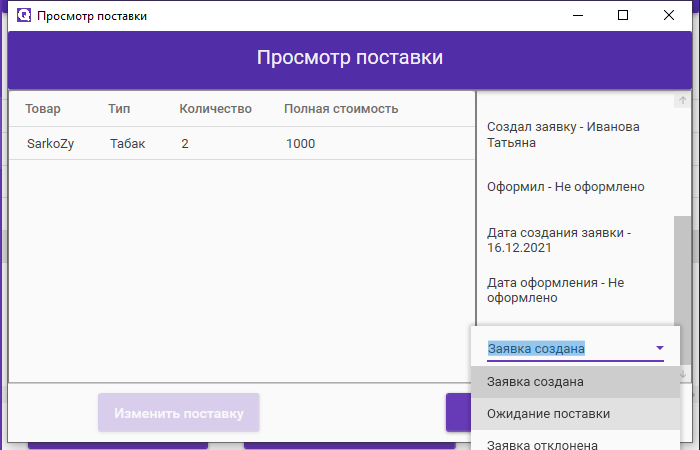 Просмотр поставки
Просмотр поставки
Товар Тип Количество Полная стоимость
SarkoZy Табак 2 1000
Создал заявку - Иванова
Татьяна
Оформил - Не оформлено
Дата создания заявки -
16.12.2021
Дата оформления - Не
оформлено
Заявка создана
Заявка создана
Ожидание поставки
Заявка отклонена
Изменить поставку